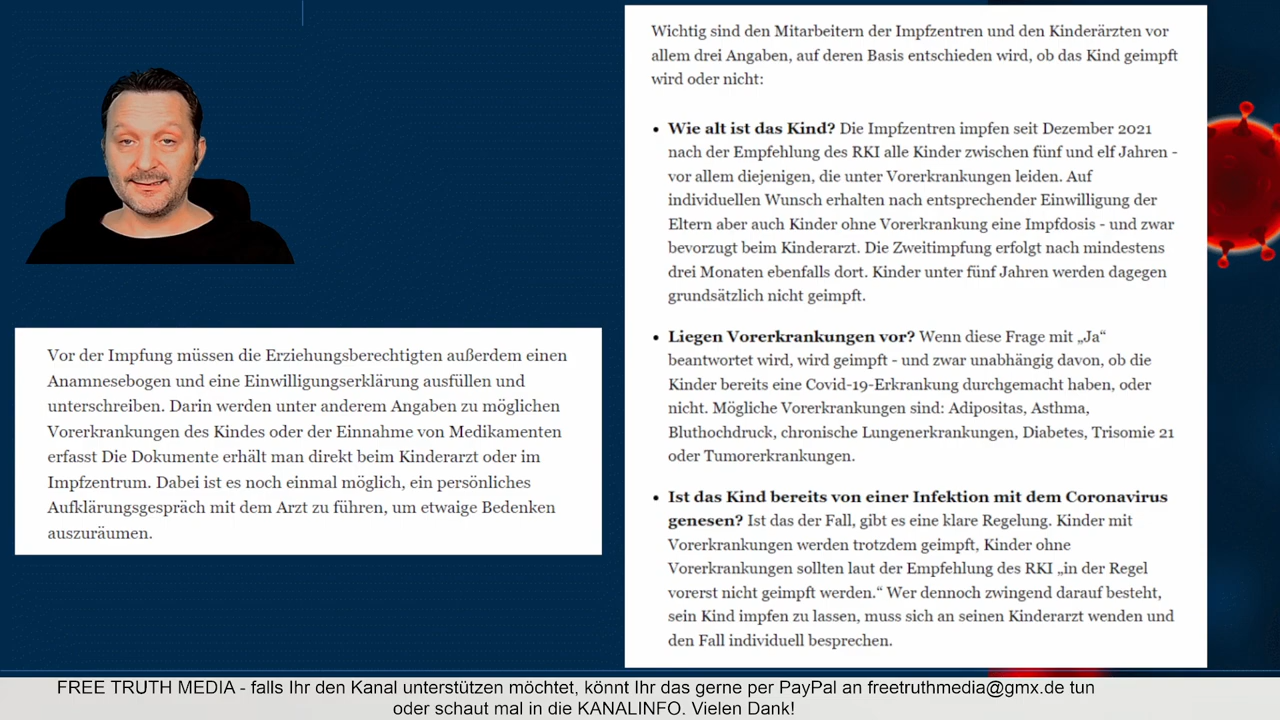 Vor der Impfung müssen die Erziehungsberechtigten außerdem einen
Anamnesebogen und eine Einwilligungserklärung ausfüllen und
unterschreiben. Darin werden unter anderem Angaben zu möglichen
Vorerkrankungen des Kindes oder der Einnahme von Medikamenten
erfasst Die Dokumente erhält man direkt beim Kinderarzt oder im
Impfzentrum. Dabei ist es noch einmal möglich, ein persönliches
Aufklärungsgespräch mit dem Arzt zu führen, um etwaige Bedenken
auszuräumen.
Wichtig sind den Mitarbeitern der Impfzentren und den Kinderärzten vor
allem drei Angaben, auf deren Basis entschieden wird, ob das Kind geimpft
wird oder nicht:
• Wie alt ist das Kind? Die Impfzentren impfen seit Dezember 2021
nach der Empfehlung des RKI alle Kinder zwischen fünf und elf Jahren -
vor allem diejenigen, die unter Vorerkrankungen leiden. Auf
individuellen Wunsch erhalten nach entsprechender Einwilligung der
Eltern aber auch Kinder ohne Vorerkrankung eine Impfdosis - und zwar
bevorzugt beim Kinderarzt. Die Zweitimpfung erfolgt nach mindestens
drei Monaten ebenfalls dort. Kinder unter fünf Jahren werden dagegen
grundsätzlich nicht geimpft.
• Liegen Vorerkrankungen vor? Wenn diese Frage mit „Ja“
beantwortet wird, wird geimpft - und zwar unabhängig davon, ob die
Kinder bereits eine Covid-19-Erkrankung durchgemacht haben, oder
nicht. Mögliche Vorerkrankungen sind: Adipositas, Asthma,
Bluthochdruck, chronische Lungenerkrankungen, Diabetes, Trisomie 21
oder Tumorerkrankungen.
• Ist das Kind bereits von einer Infektion mit dem Coronavirus
genesen? Ist das der Fall, gibt es eine klare Regelung. Kinder mit
Vorerkrankungen werden trotzdem geimpft, Kinder ohne
Vorerkrankungen sollten laut der Empfehlung des RKI „in der Regel
vorerst nicht geimpft werden.“ Wer dennoch zwingend darauf besteht,
sein Kind impfen zu lassen, muss sich an seinen Kinderarzt wenden und
den Fall individuell besprechen.
FREE TRUTH MEDIA - falls Ihr den Kanal unterstützen möchtet, könnt Ihr das gerne per PayPal an freetruthmedia@gmx.de tun
oder schaut mal in die KANALINFO. Vielen Dank!